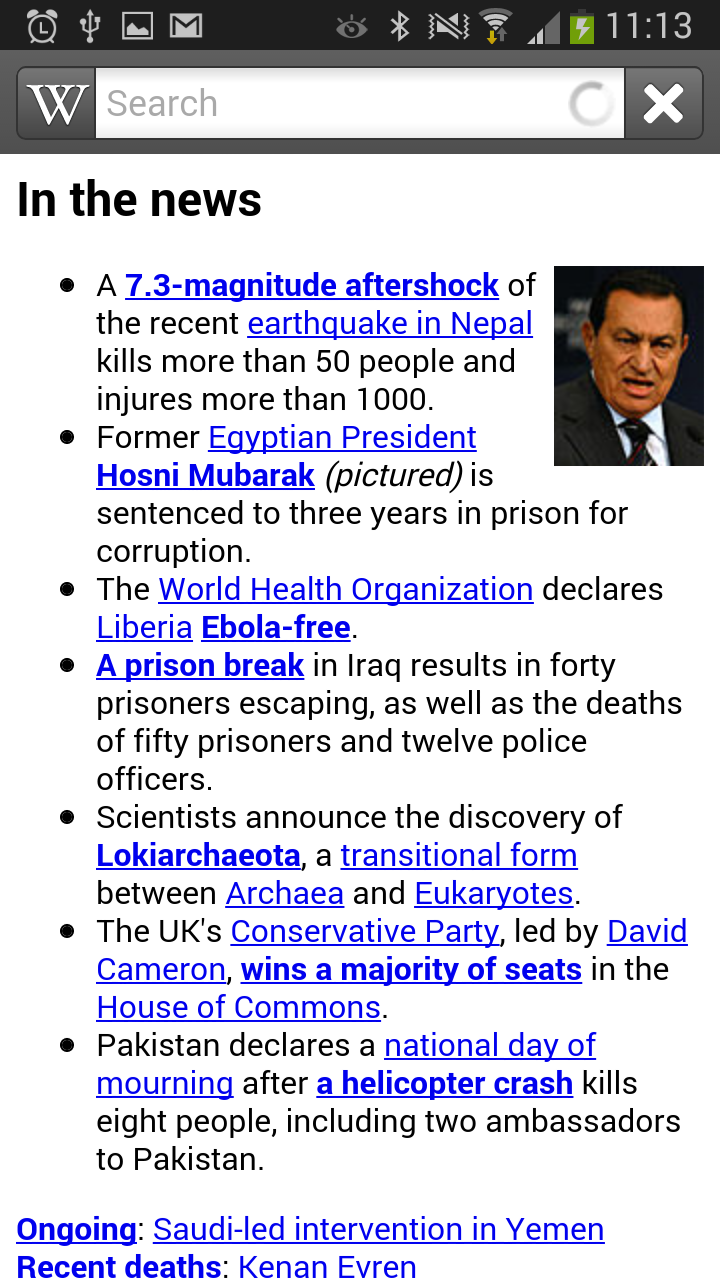 11:13
W Search
In the news
A 7.3-magnitude aftershock of
the recent earthquake in Nepal
kills more than 50 people and
injures more than 1000.
Former Egyptian President
Hosni Mubarak (pictured) is
sentenced to three years in prison for
corruption.
The World Health Organization declares
Liberia Ebola-free.
A prison break in Iraq results in forty
prisoners escaping, as well as the deaths
of fifty prisoners and twelve police
officers.
Scientists announce the discovery of
Lokiarchaeota, a transitional form
between Archaea and Eukaryotes.
The UK's Conservative Party, led by David
Cameron, wins a majority of seats in the
House of Commons.
Pakistan declares a national day of
mourning after a helicopter crash kills
eight people, including two ambassadors
to Pakistan.
Ongoing: Saudi-led intervention in Yemen
Recent deaths: Kenan Evren